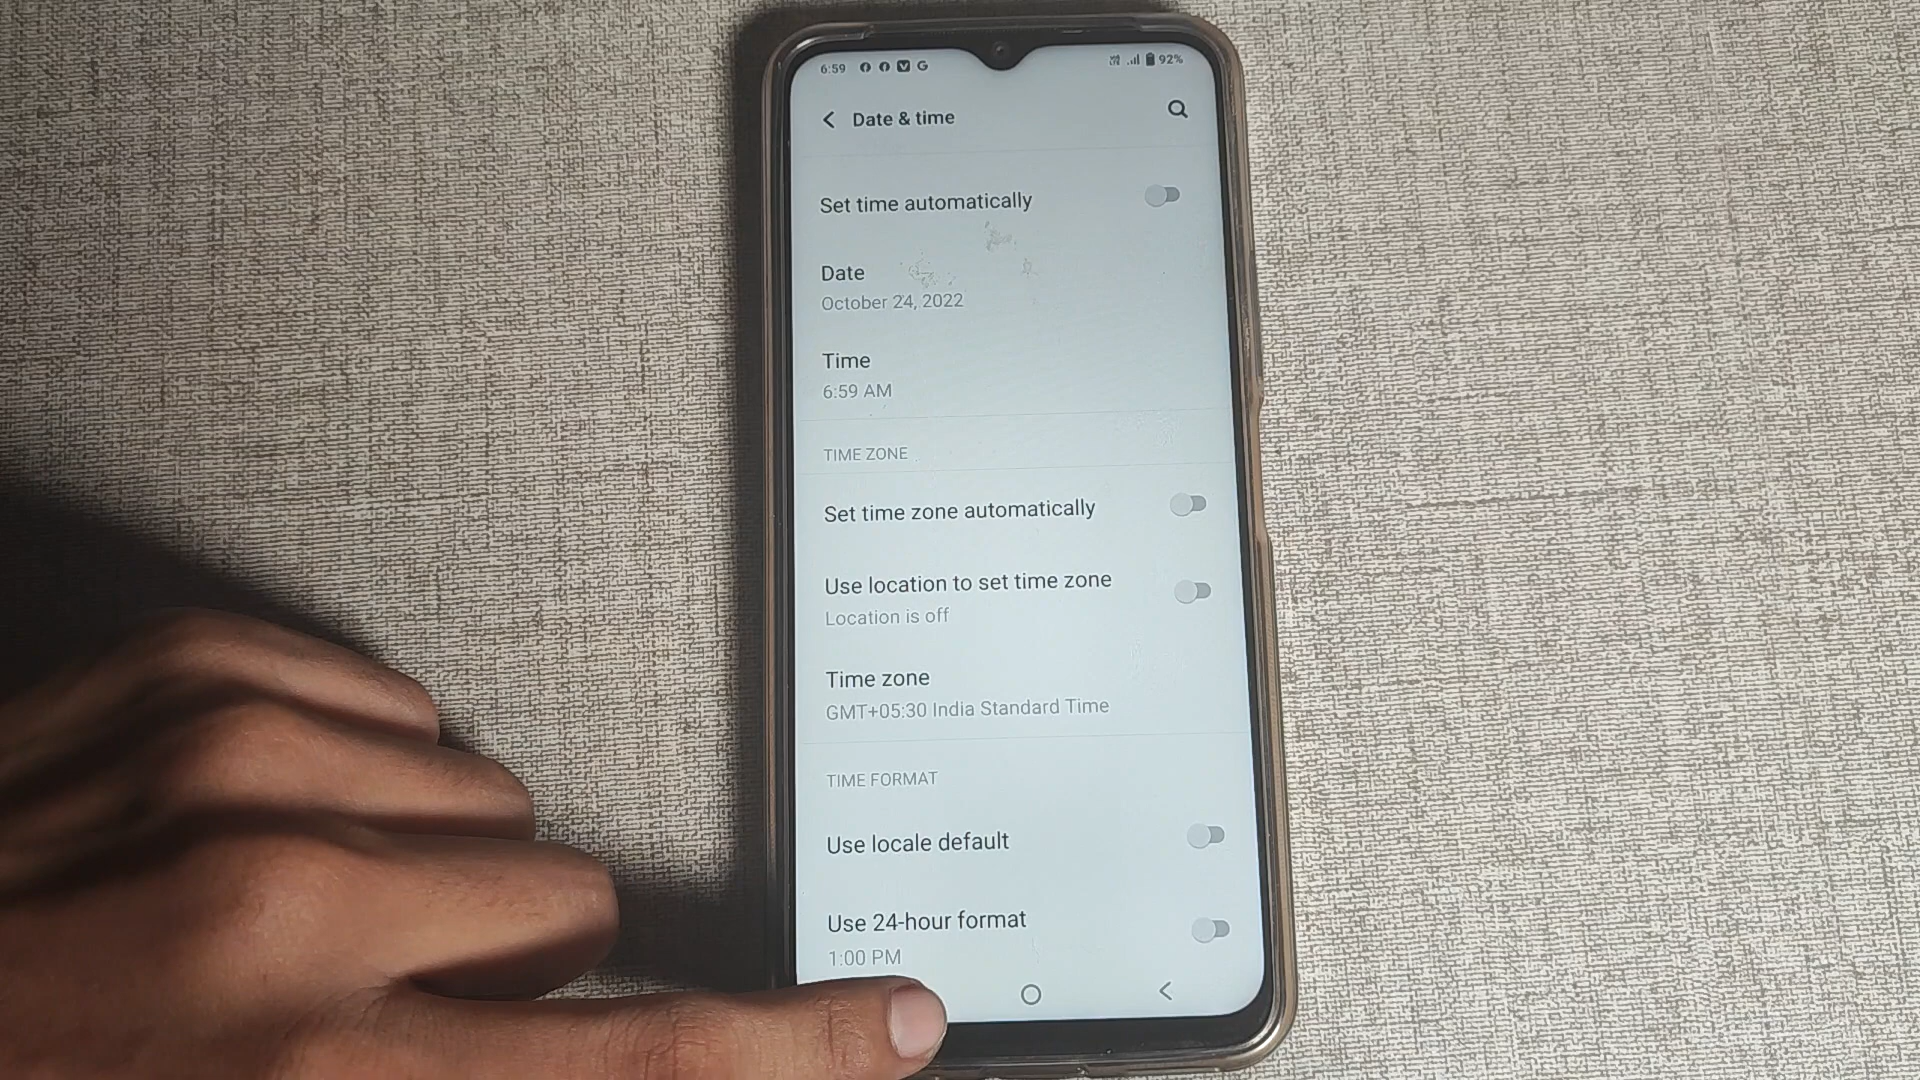 6:59 92%
Date & time
Set time automatically
Date
October 24, 2022
Time
6:59 AM
TIME ZONE
Set time zone automatically
Use location to set time zone
Location is off
Time zone
GMT+05:30 India Standard Time
TIME FORMAT
Use locale default
Use 24-hour format
1:00 PM